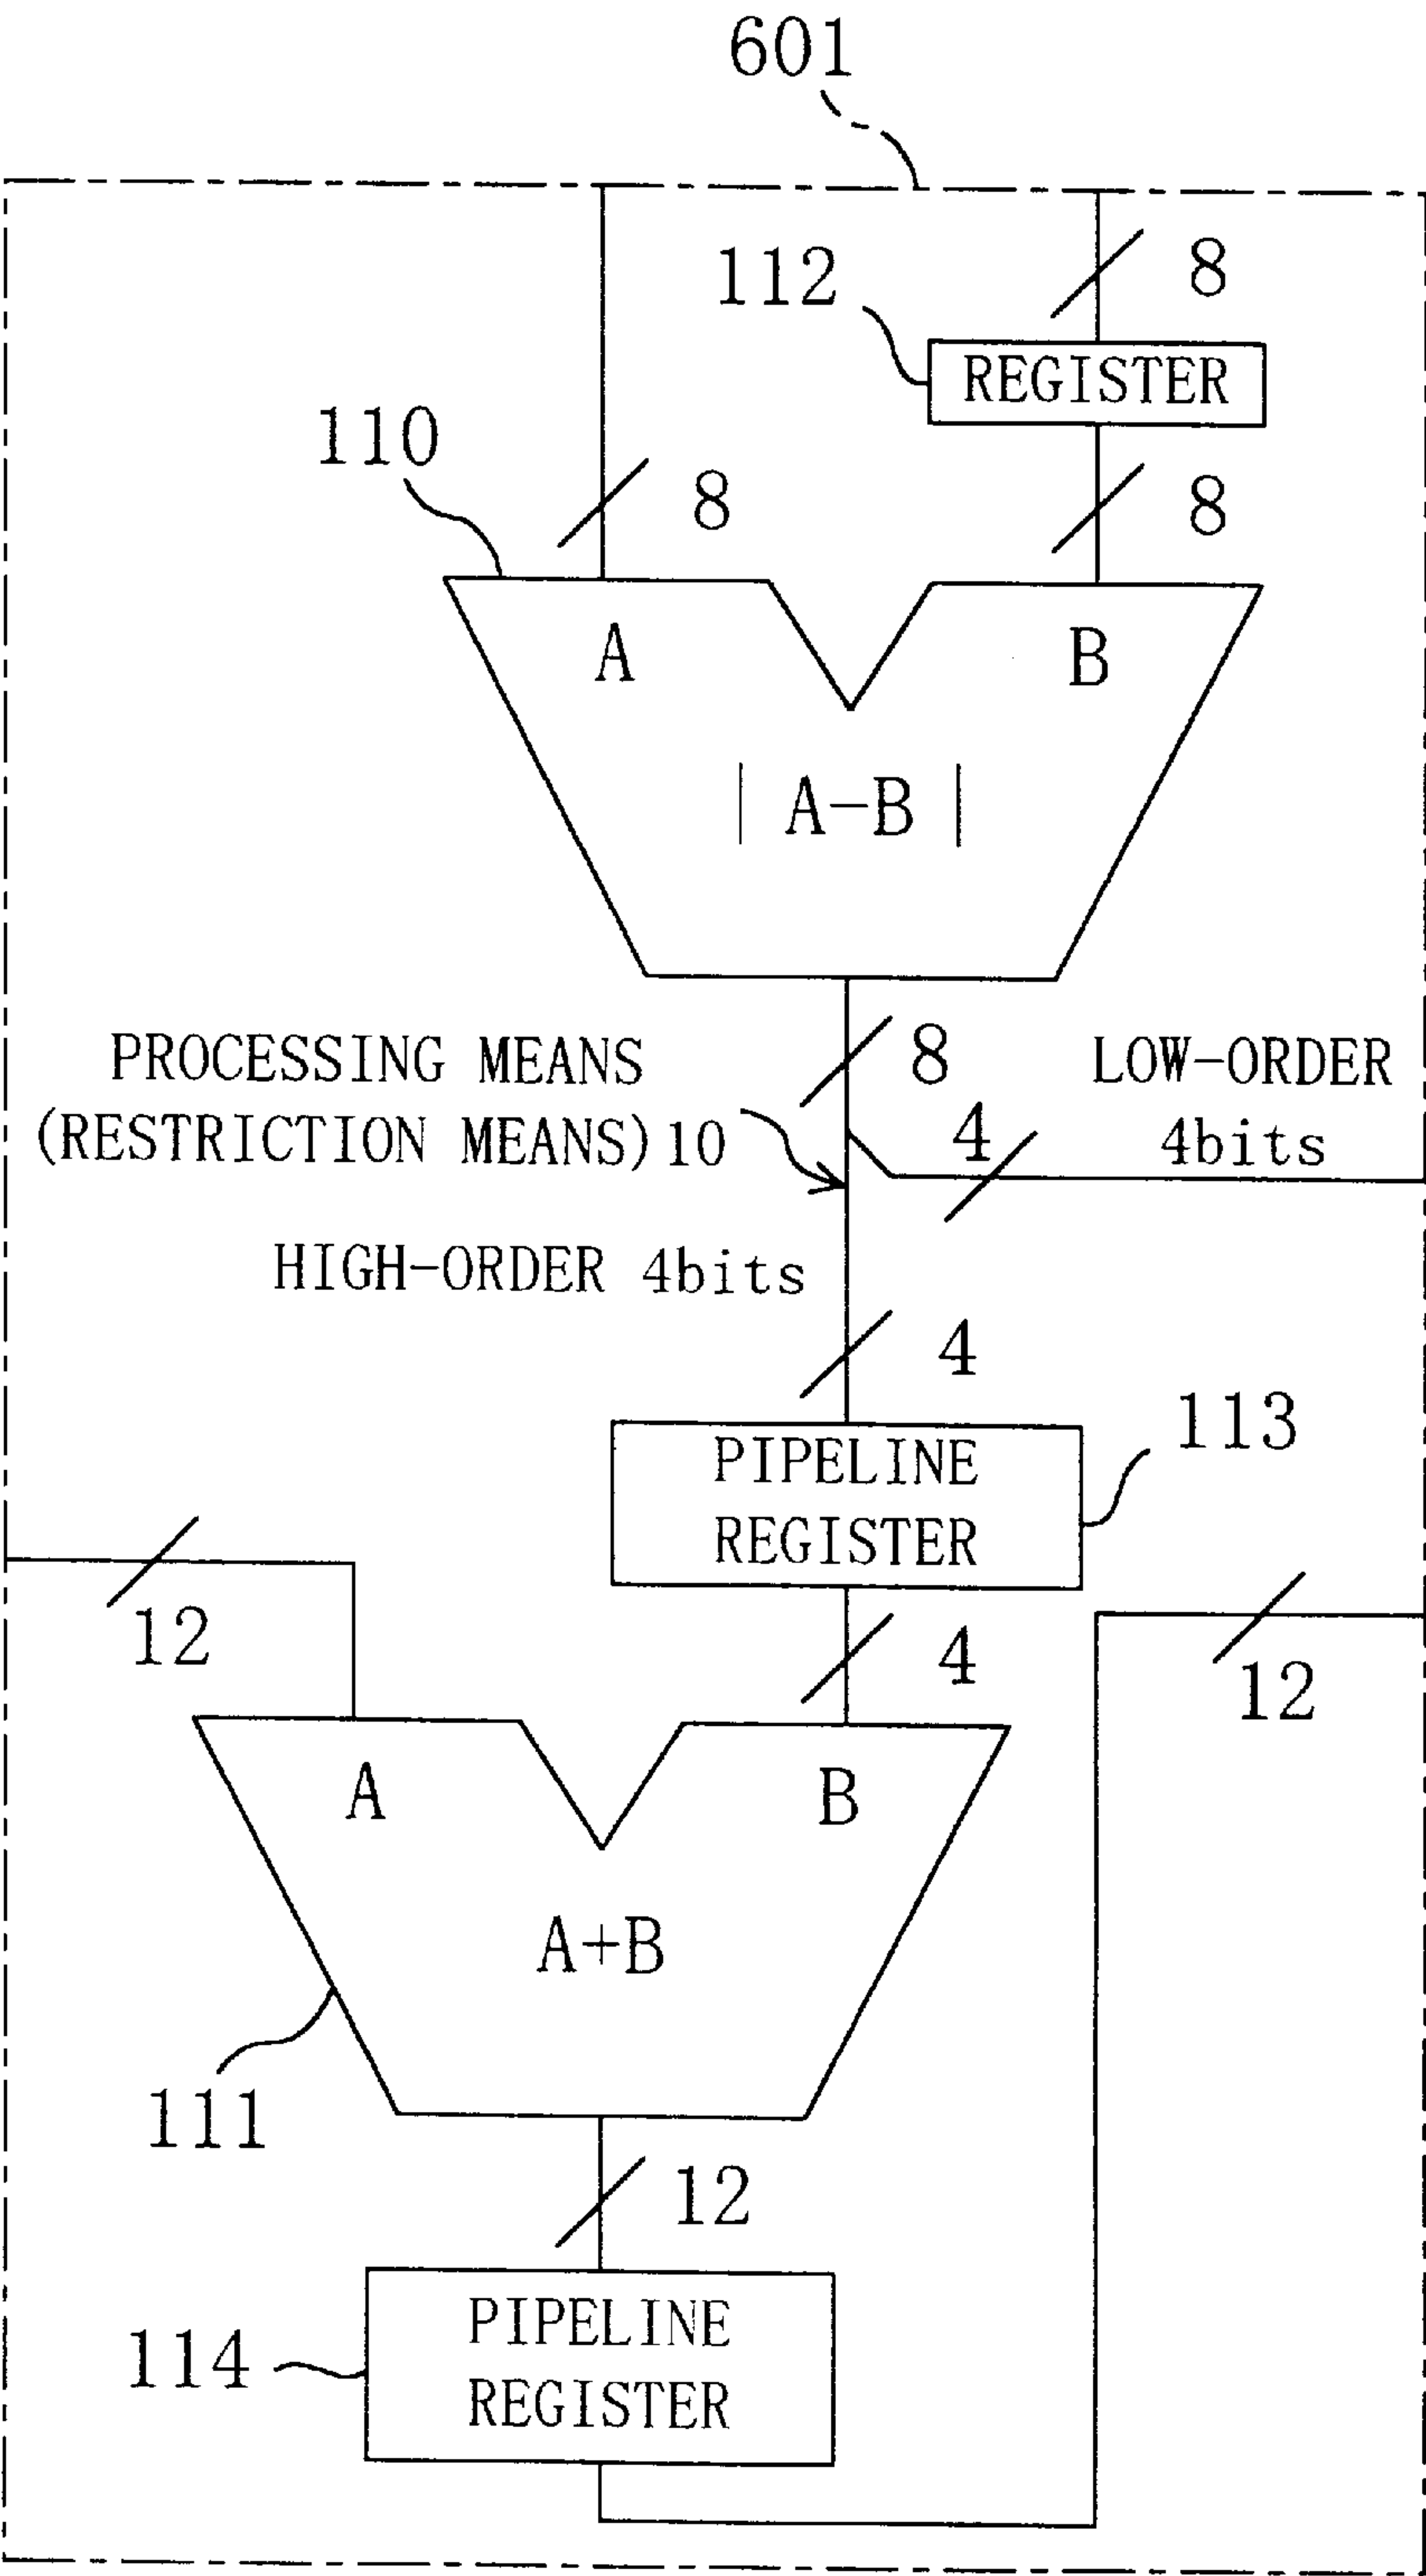 601
8
112
REGISTER
110
8
8
A
B
| A-B |
PROCESSING MEANS
(RESTRICTION MEANS) 10
8
LOW-ORDER
4bits
4
HIGH-ORDER 4bits
4
113
PIPELINE
REGISTER
12
4
12
A
B
A+B
111
12
114
PIPELINE
REGISTER